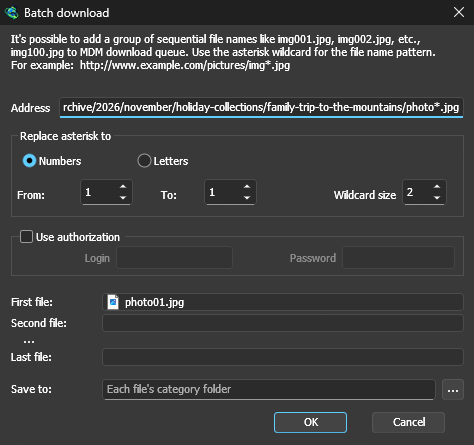 Batch download
It's possible to add a group of sequential file names like img001.jpg, img002.jpg, etc.,
img100.jpg to MDM download queue. Use the asterisk wildcard for the file name pattern.
For example: http://www.example.com/pictures/img*.jpg
Address rchive/2026/november/holiday-collections/family-trip-to-the-mountains/photo*.jpg
Replace asterisk to
Numbers Letters
From: 1 To: 1 Wildcard size 2
Use authorization
Login Password
First file: photo01.jpg
Second file:
...
Last file:
Save to: Each file's category folder ...
OK Cancel